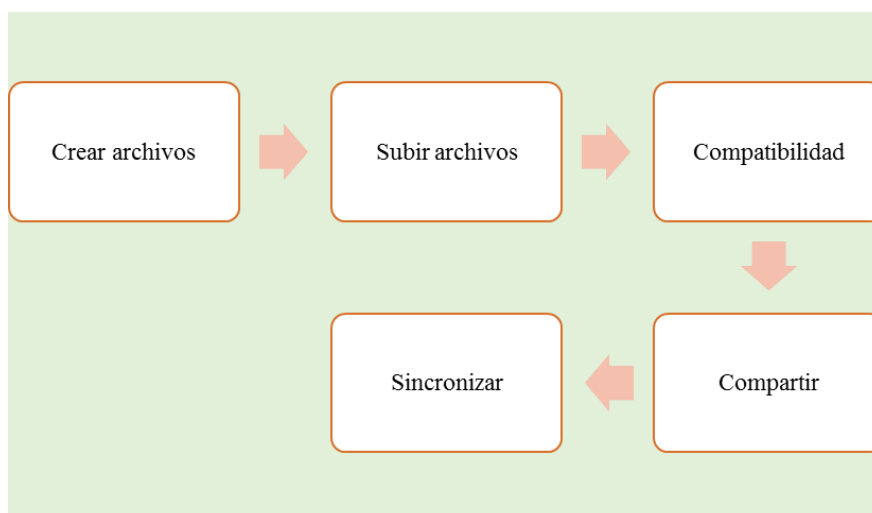 Crear archivos
Subir archivos
Compatibilidad
Compartir
Sincronizar